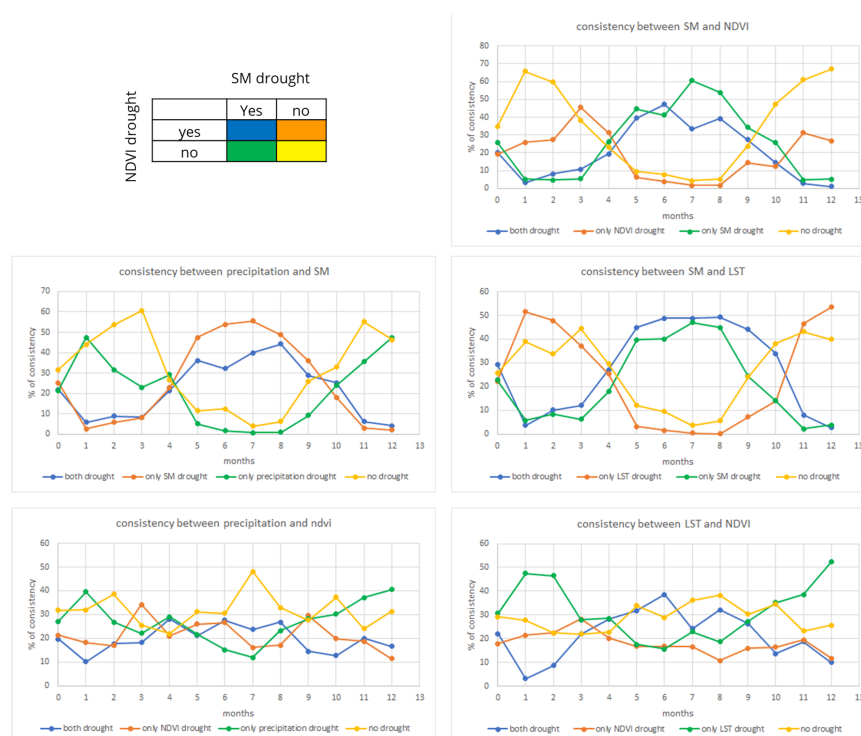 SM drought
NDVI drought
Yes no
yes
no
consistency between SM and NDVI
% of consistency
80
70
60
50
40
30
20
10
0
0 1 2 3 4 5 6 7 8 9 10 11 12 13
months
both drought only NDVI drought only SM drought no drought
consistency between precipitation and SM
% of consistency
70
60
50
40
30
20
10
0
0 1 2 3 4 5 6 7 8 9 10 11 12 13
months
both drought only SM drought only precipitation drought no drought
consistency between SM and LST
% of consistency
60
50
40
30
20
10
0
0 1 2 3 4 5 6 7 8 9 10 11 12 13
months
both drought only LST drought only SM drought no drought
consistency between precipitation and ndvi
% of consistency
60
50
40
30
20
10
0
0 1 2 3 4 5 6 7 8 9 10 11 12 13
months
both drought only NDVI drought only precipitation drought no drought
consistency between LST and NDVI
% of consistency
60
50
40
30
20
10
0
0 1 2 3 4 5 6 7 8 9 10 11 12 13
months
both drought only NDVI drought only LST drought no drought